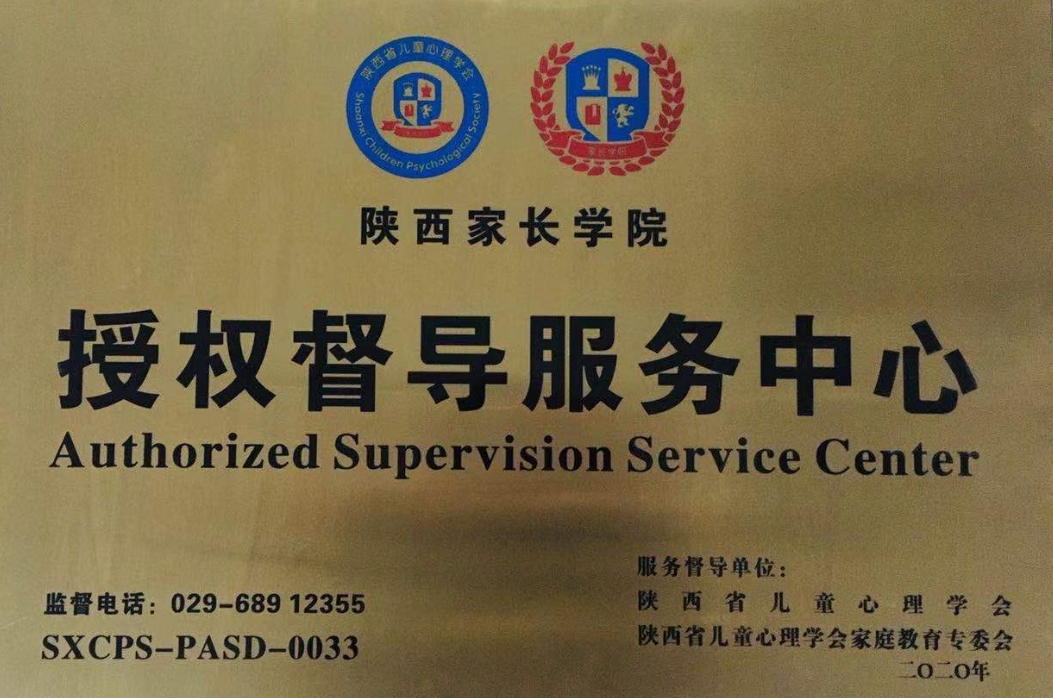 陕西省儿童心理学会
Shaanxi Children Psychological Society
家长学院
陕西家长学院
授权督导服务中心
Authorized Supervision Service Center
监督电话：029-689 12355
SXCPS-PASD-0033
服务督导单位：
陕西省儿童心理学会
陕西省儿童心理学会家庭教育专委会
二〇二〇年